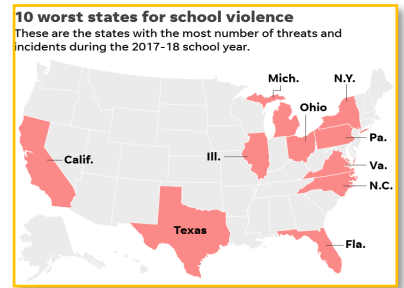 10 worst states for school violence
These are the states with the most number of threats and
incidents during the 2017-18 school year.
Mich.
N.Y.
Ohio
Pa.
Calif.
Ill.
Va.
N.C.
Texas
Fla.